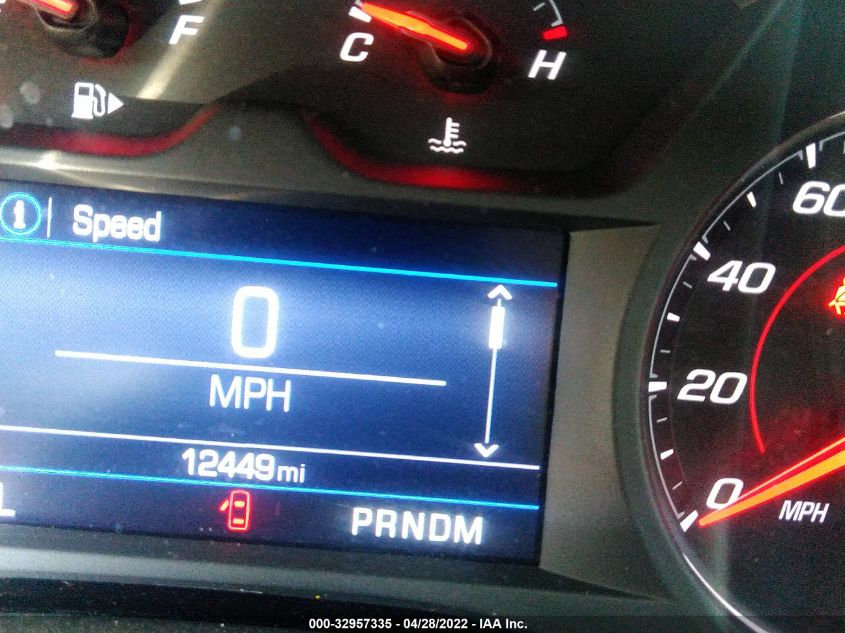 F
C
H
i Speed
0
MPH
12449 mi
L
PRNDM
60
40
20
0
MPH
000-32957335 - 04/28/2022 - IAA Inc.